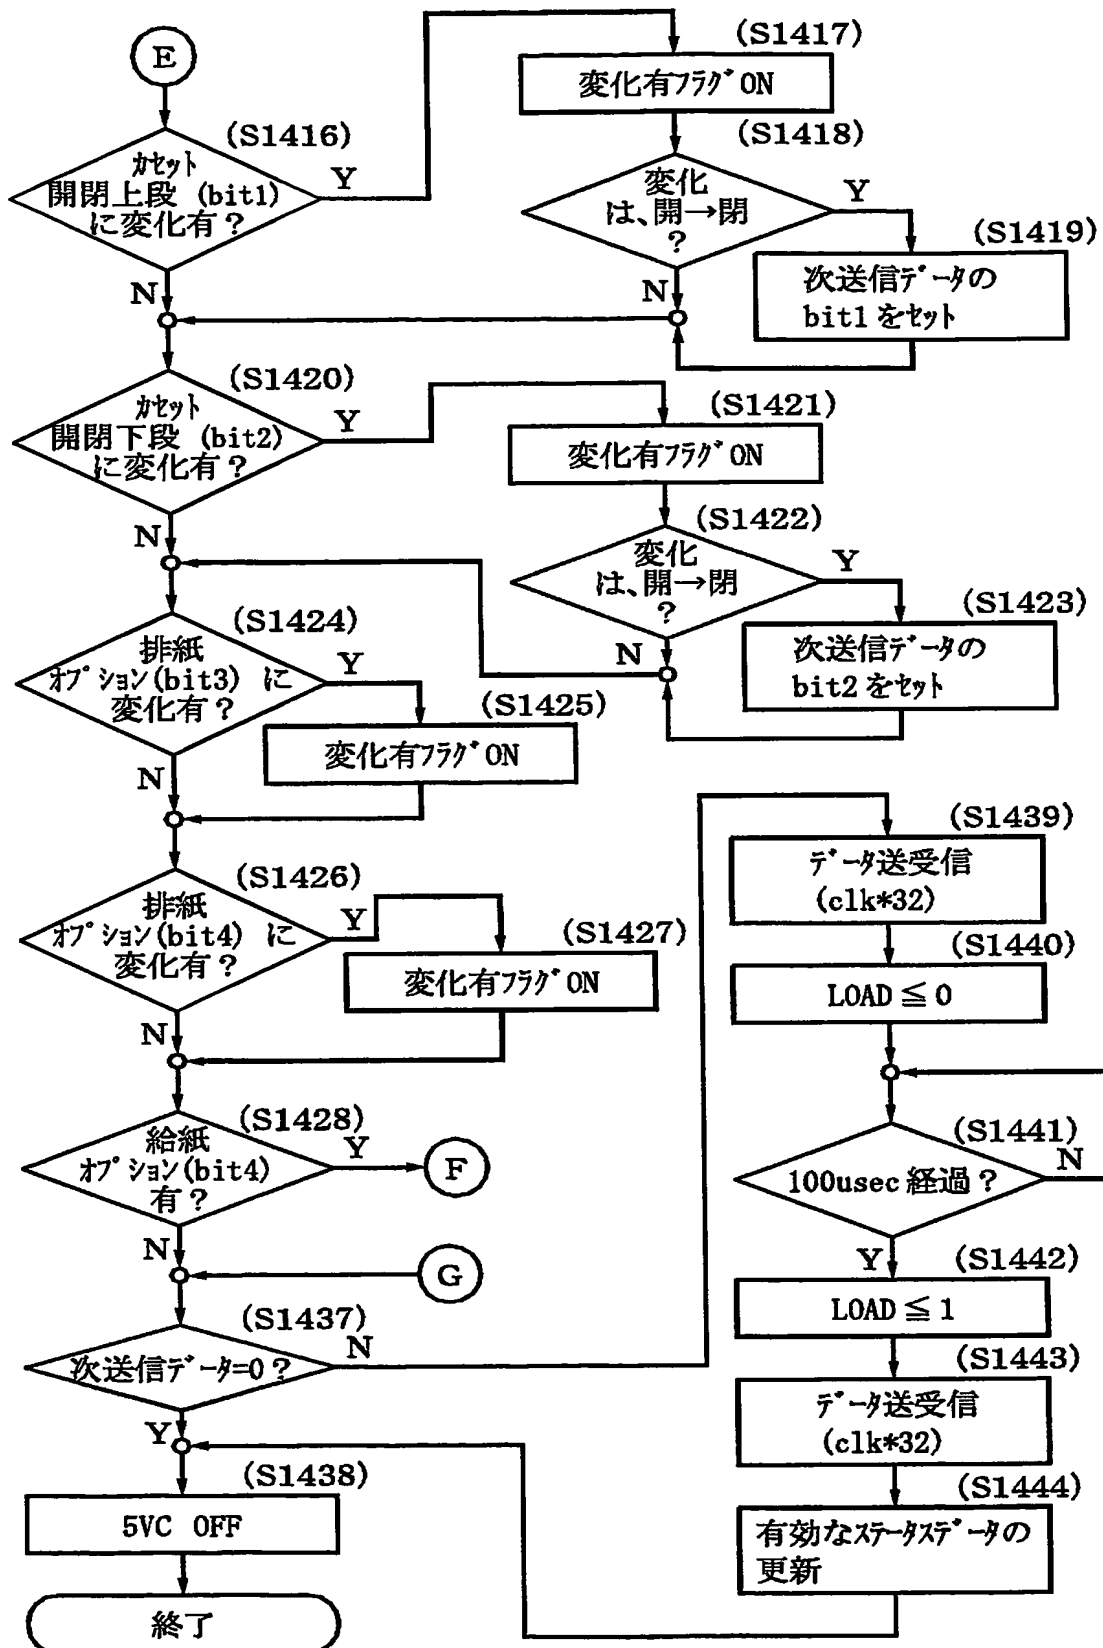 E
(S1416)
カセット
開閉上段 (bit1)
に変化有?
Y
N
(S1417)
変化有フラグON
(S1418)
変化
は、開→閉
?
Y
N
(S1419)
次送信データの
bit1をセット
(S1420)
カセット
開閉下段 (bit2)
に変化有?
Y
N
(S1421)
変化有フラグON
(S1422)
変化
は、開→閉
?
Y
N
(S1423)
次送信データの
bit2をセット
(S1424)
排紙
オプション(bit3) に
変化有?
Y
N
(S1425)
変化有フラグON
(S1426)
排紙
オプション(bit4) に
変化有?
Y
N
(S1427)
変化有フラグON
(S1428)
給紙
オプション(bit4)
有?
Y
F
N
G
(S1437)
次送信データ=0?
N
Y
(S1438)
5VC OFF
終了
(S1439)
データ送受信
(clk*32)
(S1440)
LOAD≦0
(S1441)
100usec経過?
N
Y
(S1442)
LOAD≦1
(S1443)
データ送受信
(clk*32)
(S1444)
有効なステータスデータの
更新